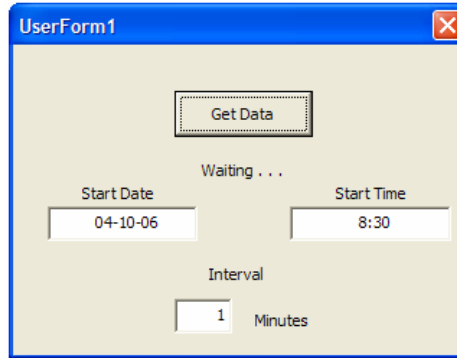 UserForm1
Get Data
Waiting . . .
Start Date Start Time
04-10-06 8:30
Interval
1 Minutes